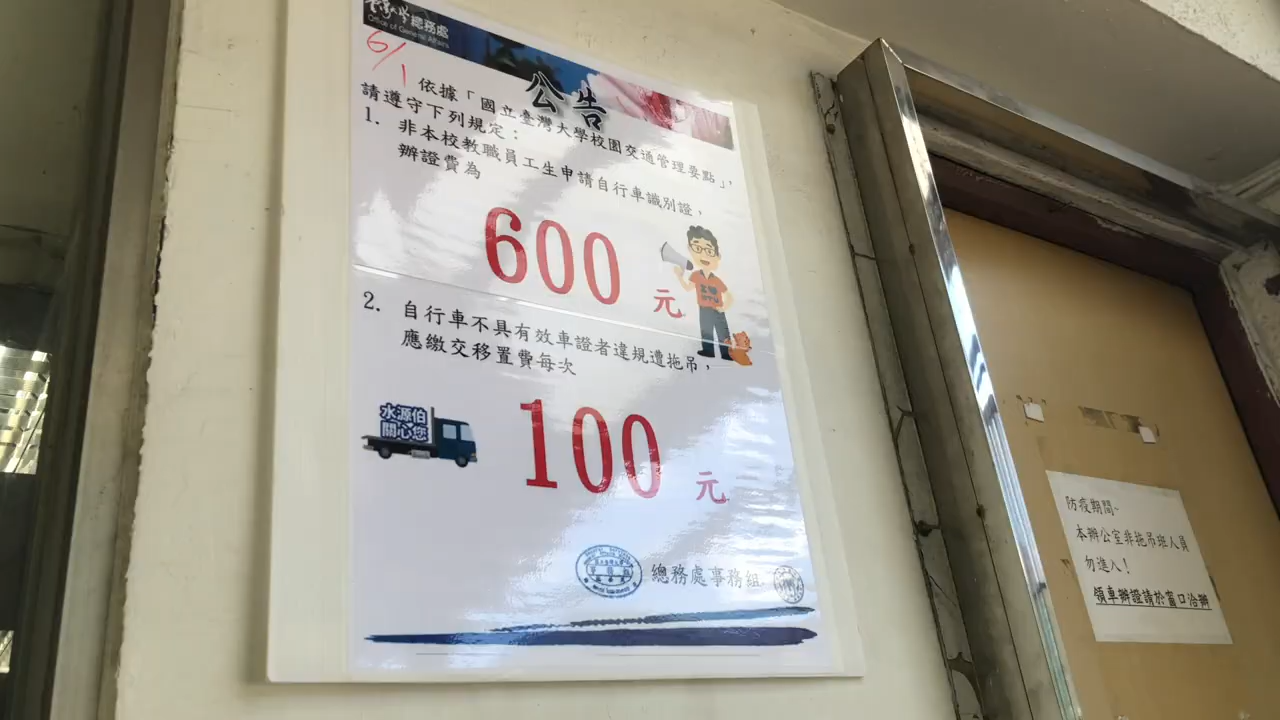 臺灣大學總務處
Office of General Affairs
6/1
公告
依據「國立臺灣大學校園交通管理要點」,
請遵守下列規定：
1. 非本校教職員工生申請自行車識別證,
辦證費為
600 元
2. 自行車不具有效車證者違規遭拖吊,
應繳交移置費每次
100 元
水源伯
關心您
總務處事務組
防疫期間~
本辦公室非拖吊班人員
勿進入!
領車辦證請於窗口洽辦